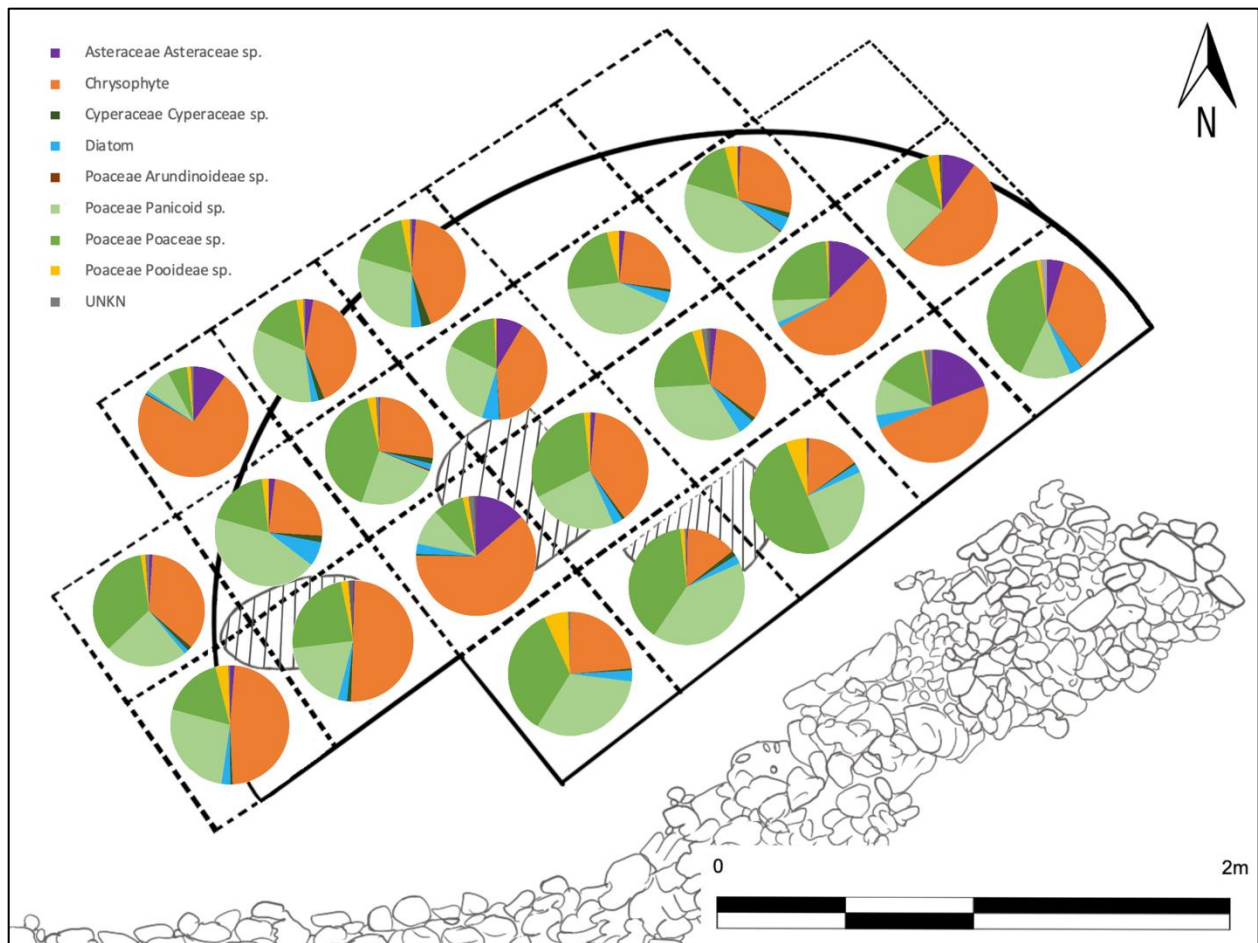 Asteraceae Asteraceae sp.
Chrysophyte
Cyperaceae Cyperaceae sp.
Diatom
Poaceae Arundinoideae sp.
Poaceae Panicoid sp.
Poaceae Poaceae sp.
Poaceae Pooideae sp.
UNKN
N
0 2m